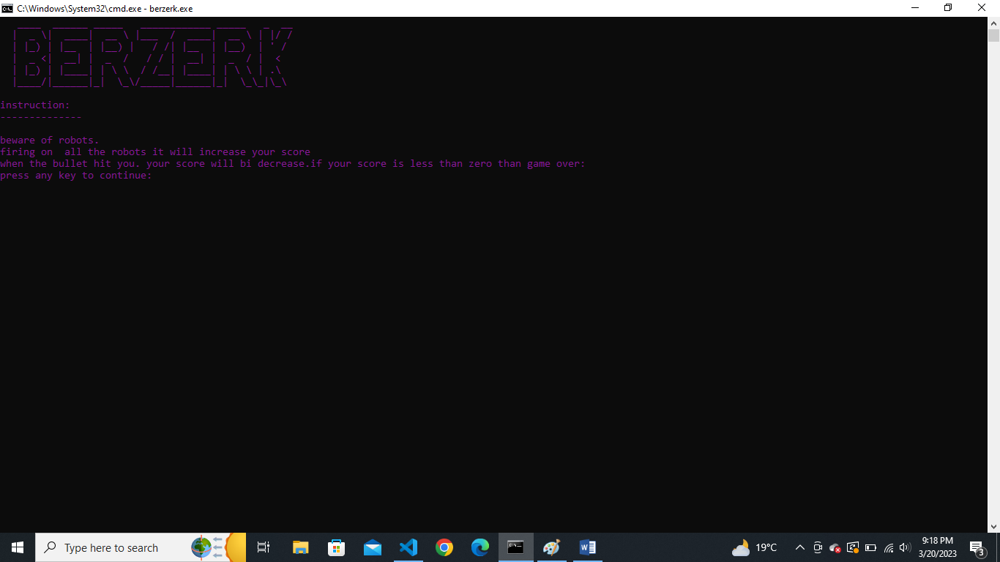 C:\Windows\System32\cmd.exe - berzerk.exe
BERZERK
instruction:
--------------
beware of robots.
firing on  all the robots it will increase your score
when the bullet hit you. your score will bi decrease.if your score is less than zero than game over:
press any key to continue:
Type here to search
19°C
9:18 PM
3/20/2023
3